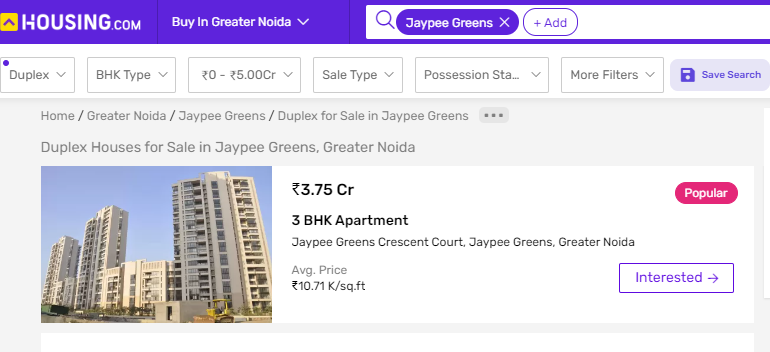 HOUSING.COM
Buy In Greater Noida
Jaypee Greens
+ Add
Duplex
BHK Type
₹0 - ₹5.00Cr
Sale Type
Possession Sta...
More Filters
Save Search
Home / Greater Noida / Jaypee Greens / Duplex for Sale in Jaypee Greens
Duplex Houses for Sale in Jaypee Greens, Greater Noida
₹3.75 Cr
Popular
3 BHK Apartment
Jaypee Greens Crescent Court, Jaypee Greens, Greater Noida
Avg. Price
₹10.71 K/sq.ft
Interested →